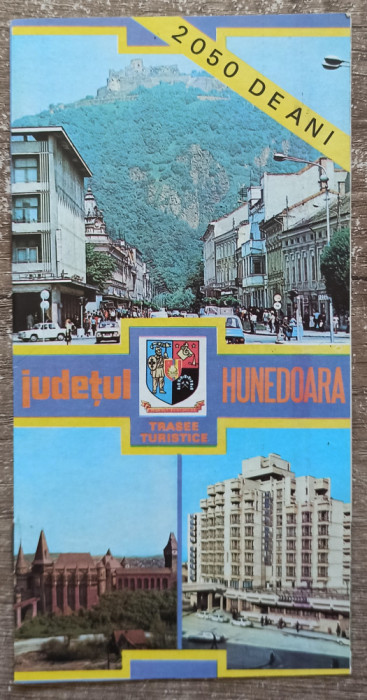 2050 DE ANI
județul
HUNEDOARA
TRASEE
TURISTICE